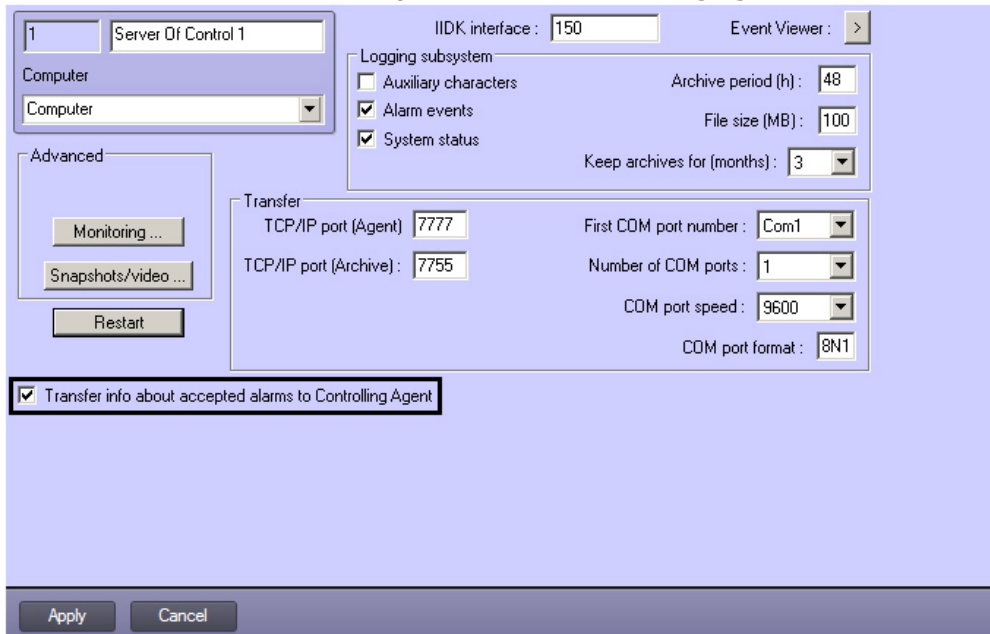 1 Server Of Control 1
Computer
Computer
IIDK interface : 150
Event Viewer : >
Logging subsystem
Auxiliary characters
Alarm events
System status
Archive period (h) : 48
File size (MB) : 100
Keep archives for (months) : 3
Advanced
Monitoring ...
Snapshots/video ...
Restart
Transfer
TCP/IP port (Agent) 7777
TCP/IP port (Archive) : 7755
First COM port number : Com1
Number of COM ports : 1
COM port speed : 9600
COM port format : 8N1
Transfer info about accepted alarms to Controlling Agent
Apply Cancel